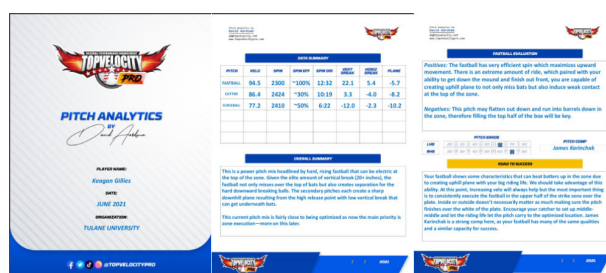 TOPVELOCITY
PRO
PITCH ANALYTICS
BY
PLAYER NAME:
Keagan Gillies
DATE:
JUNE 2021
ORGANIZATION:
TULANE UNIVERSITY
@TOPVELOCITYPRO
DATA SUMMARY
PITCH VELO SPIN SPIN EFF SPIN DIR VERT BREAK HORIZ BREAK PLANE
FASTBALL 94.5 2300 ~100% 12:32 22.1 5.4 -5.7
CUTTER 86.4 2424 ~30% 10:19 3.3 -4.0 -8.2
77.2 2410 ~50% 6:22 -12.0 -2.3 -10.2
OVERALL SUMMARY
This is a power pitch mix headlined by hard, rising fastball that can be electric at
the top of the zone. Given the elite amount of vertical break (20+ inches), the
fastball not only misses over the top of bats but also creates separation for the
hard downward breaking balls. The secondary pitches each create a sharp
downhill plane resulting from the high release point with low vertical break that
can get underneath bats.
This current pitch mix is fairly close to being optimized as now the main priority is
zone execution—more on this later.
2021
FASTBALL EVALUATION
Positives: The fastball has very efficient spin which maximizes upward
movement. There is an extreme amount of ride, which paired with your
ability to get down the mound and finish out front, you are capable of
creating uphill plane to not only miss bats but also induce weak contact
at the top of the zone.
Negatives: This pitch may flatten out down and run into barrels down in
the zone, therefore filling the top half of the box will be key.
PITCH GRADE
PITCH COMP
James Karinchak
ROAD TO SUCCESS
Your fastball shows some characteristics that can beat batters up in the zone due
to creating uphill plane with your big riding life. We should take advantage of this
ability. At this point, increasing velo will always help but the most important thing
is to consistently execute the fastball in the upper half of the strike zone over the
plate. Inside or outside doesn't necessarily matter as much making sure the pitch
finishes over the white of the plate. Encourage your catcher to set up middle-
middle and let the riding life let the pitch carry to the optimized location. James
Karinchak is a strong comp here, as your fastball has many of the same qualities
and a similar capacity for success.
2021